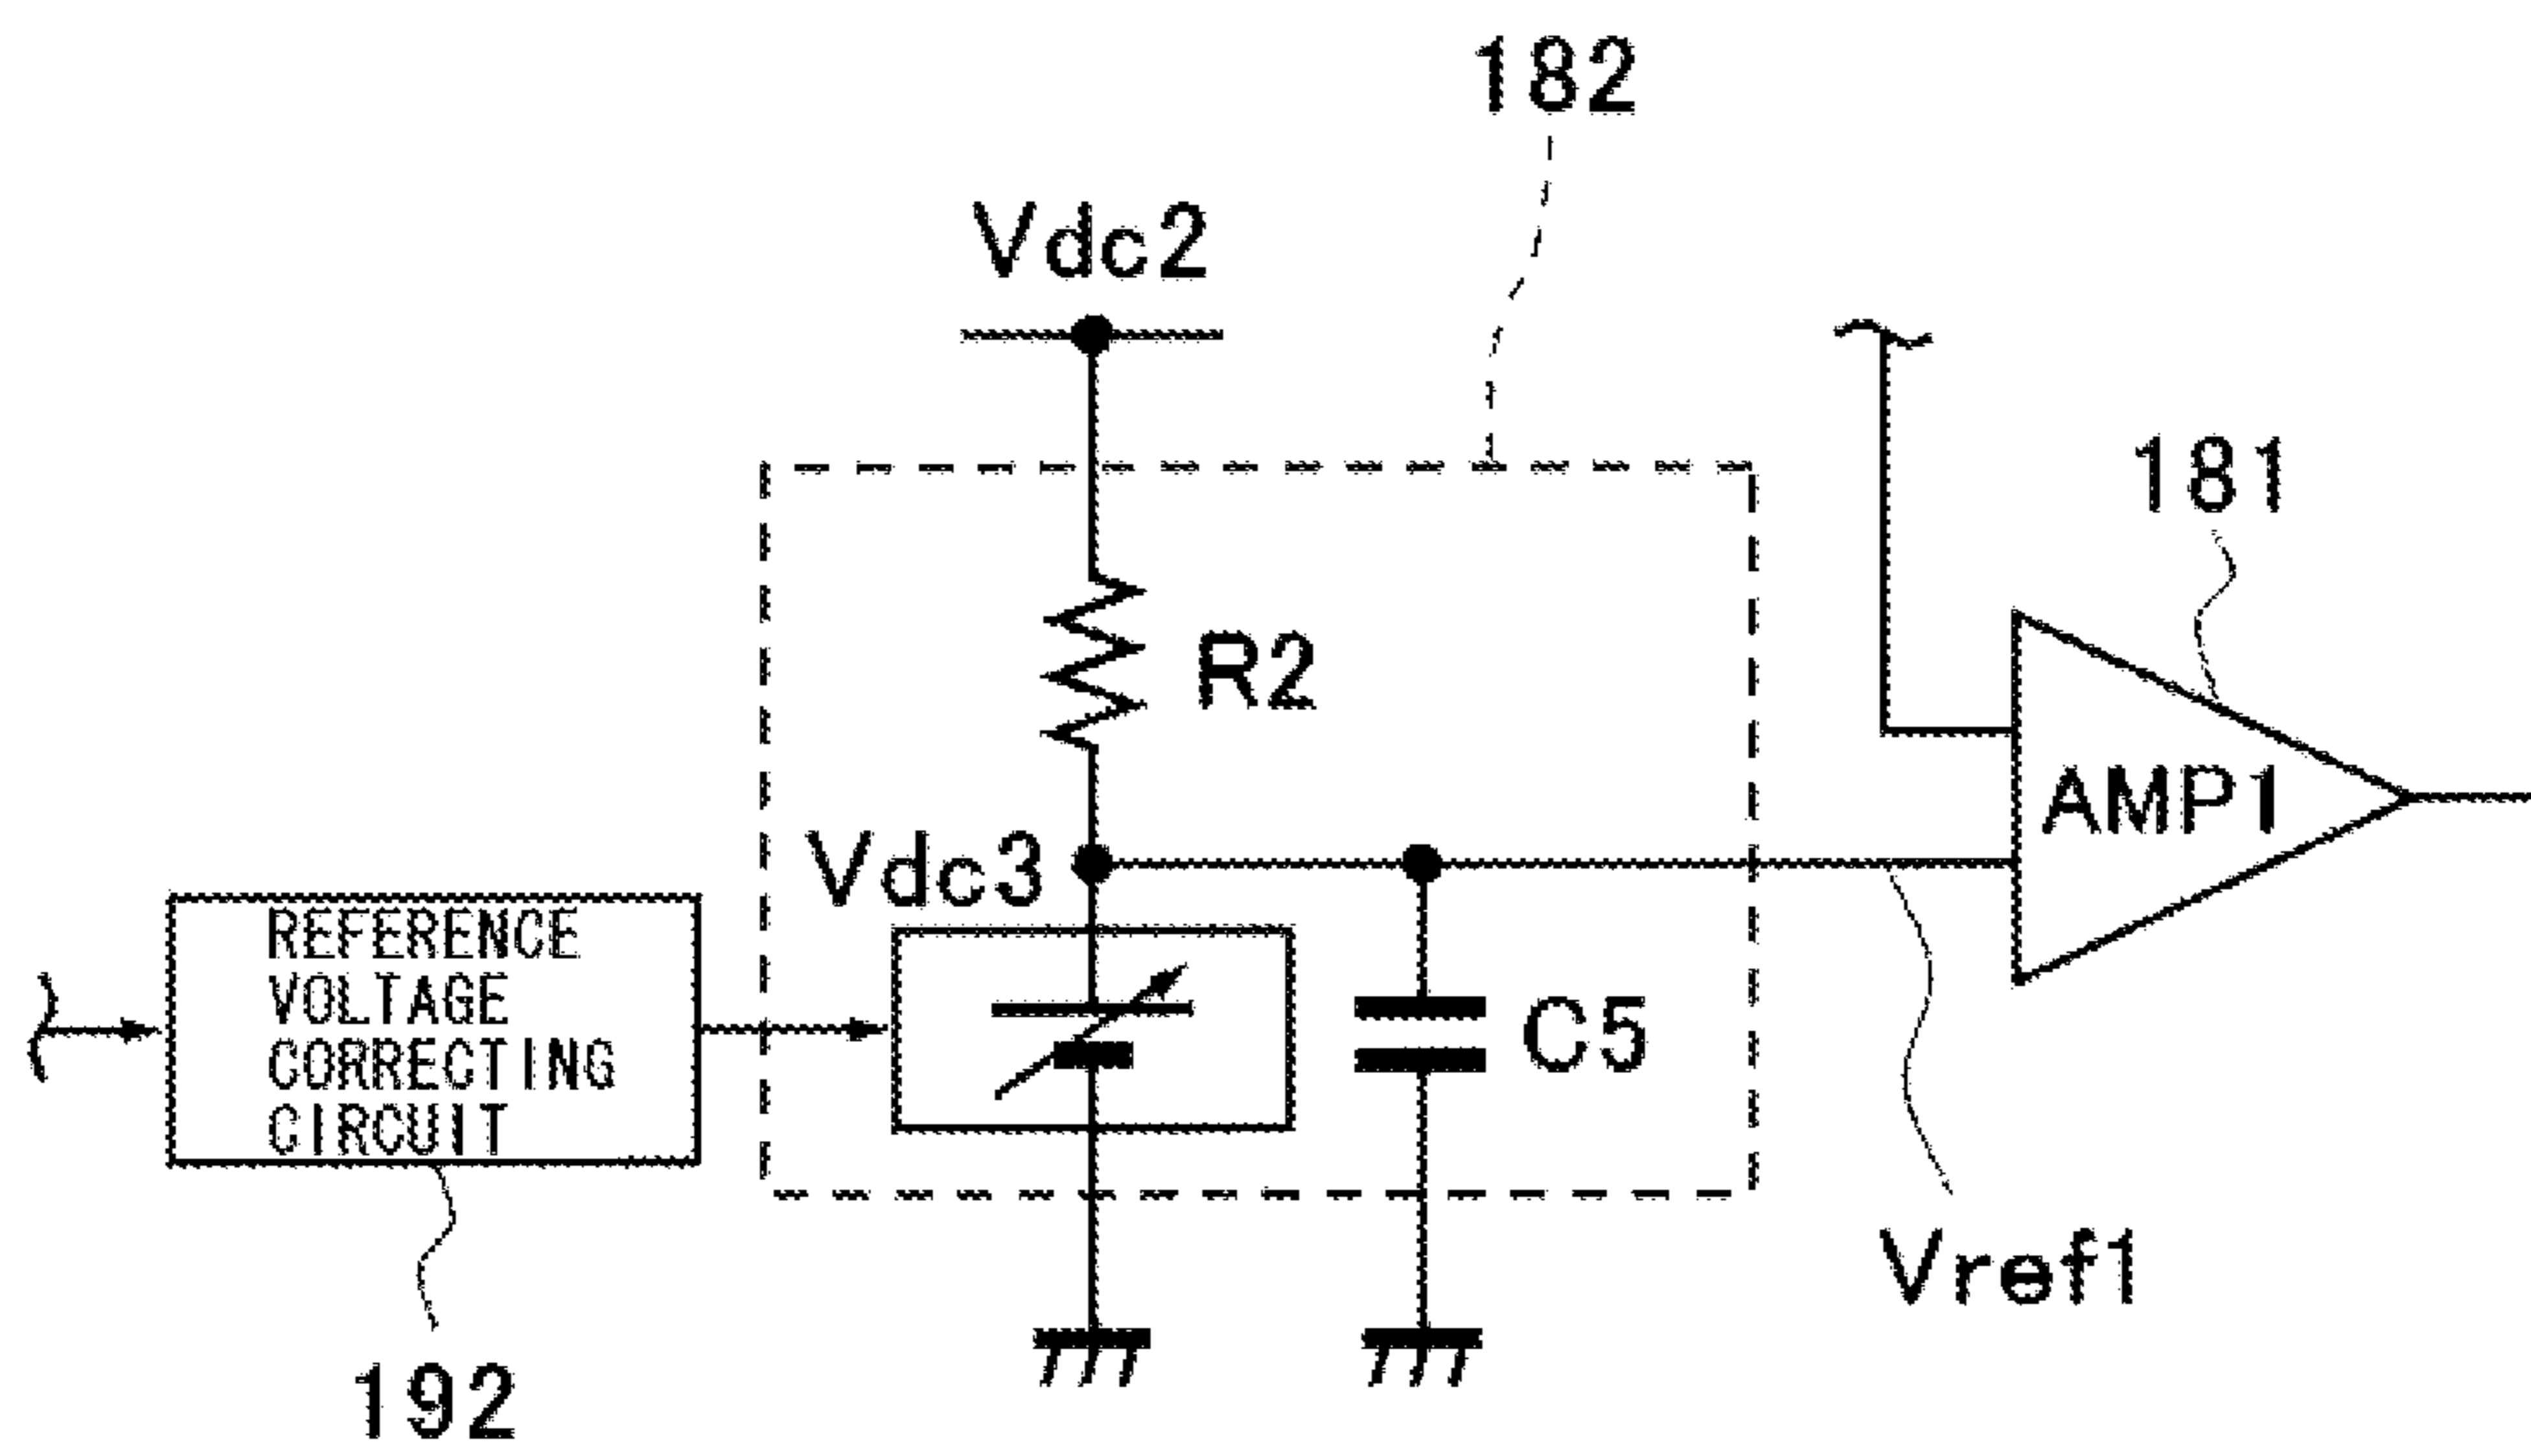 182
Vdc2
181
R2
AMP1
Vdc3
REFERENCE
VOLTAGE
CORRECTING
CIRCUIT
C5
Vref1
192